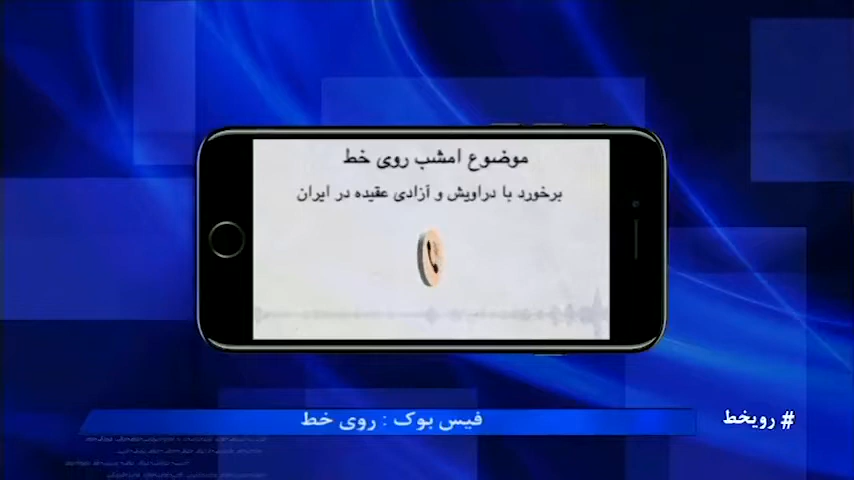 موضوع امشب روی خط
برخورد با دراویش و آزادی عقیده در ایران
فیس بوک : روی خط
# رویخط